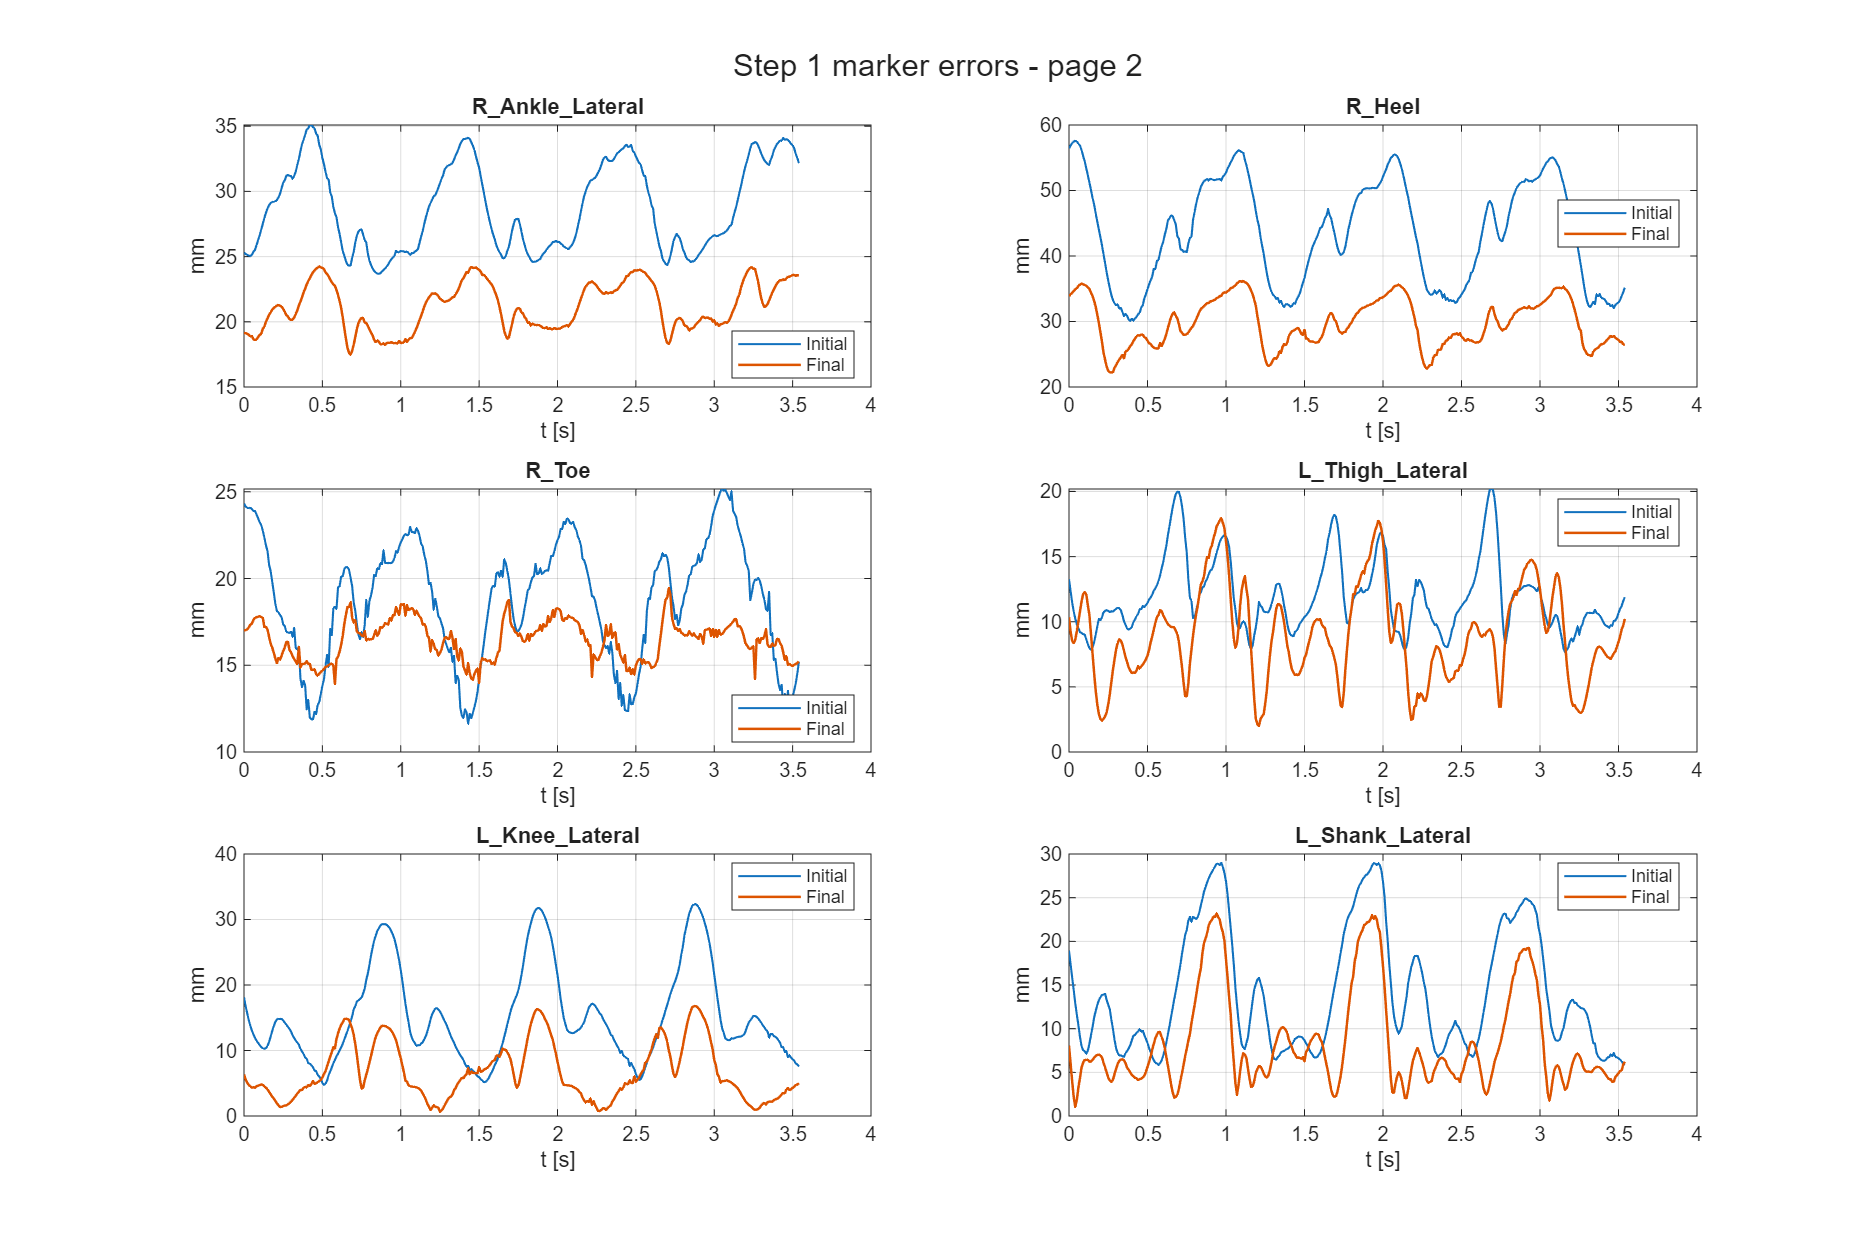 Step 1 marker errors - page 2
R_Ankle_Lateral
35
30
25
20
15
mm
0 0.5 1 1.5 2 2.5 3 3.5 4
t [s]
Initial
Final
R_Heel
60
50
40
30
20
mm
0 0.5 1 1.5 2 2.5 3 3.5 4
t [s]
Initial
Final
R_Toe
25
20
15
10
mm
0 0.5 1 1.5 2 2.5 3 3.5 4
t [s]
Initial
Final
L_Thigh_Lateral
20
15
10
5
0
mm
0 0.5 1 1.5 2 2.5 3 3.5 4
t [s]
Initial
Final
L_Knee_Lateral
40
30
20
10
0
mm
0 0.5 1 1.5 2 2.5 3 3.5 4
t [s]
Initial
Final
L_Shank_Lateral
30
25
20
15
10
5
0
mm
0 0.5 1 1.5 2 2.5 3 3.5 4
t [s]
Initial
Final